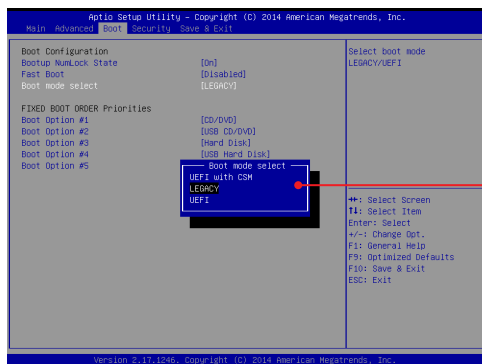 Aptio Setup Utility – Copyright (C) 2014 American Megatrends, Inc.
Main Advanced Boot Security Save & Exit
Boot Configuration
Bootup NumLock State [On]
Fast Boot [Disabled]
Boot mode select [LEGACY]
FIXED BOOT ORDER Priorities
Boot Option #1 [CD/DVD]
Boot Option #2 [USB CD/DVD]
Boot Option #3 [Hard Disk]
Boot Option #4 [USB Hard Disk]
Boot Option #5
Boot mode select
UEFI with CSM
LEGACY
UEFI
Select boot mode
LEGACY/UEFI
→←: Select Screen
↑↓: Select Item
Enter: Select
+/-: Change Opt.
F1: General Help
F9: Optimized Defaults
F10: Save & Exit
ESC: Exit
Version 2.17.1246. Copyright (C) 2014 American Megatrends, Inc.